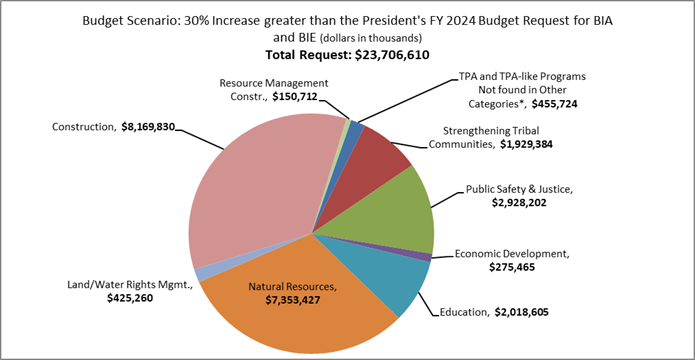 Budget Scenario: 30% Increase greater than the President's FY 2024 Budget Request for BIA
and BIE (dollars in thousands)
Total Request: $23,706,610
Resource Management
Constr., $150,712
TPA and TPA-like Programs
Not found in Other
Categories*, $455,724
Construction, $8,169,830
Strengthening Tribal
Communities, $1,929,384
Public Safety & Justice,
$2,928,202
Economic Development,
$275,465
Land/Water Rights Mgmt.,
$425,260
Natural Resources,
$7,353,427
Education, $2,018,605